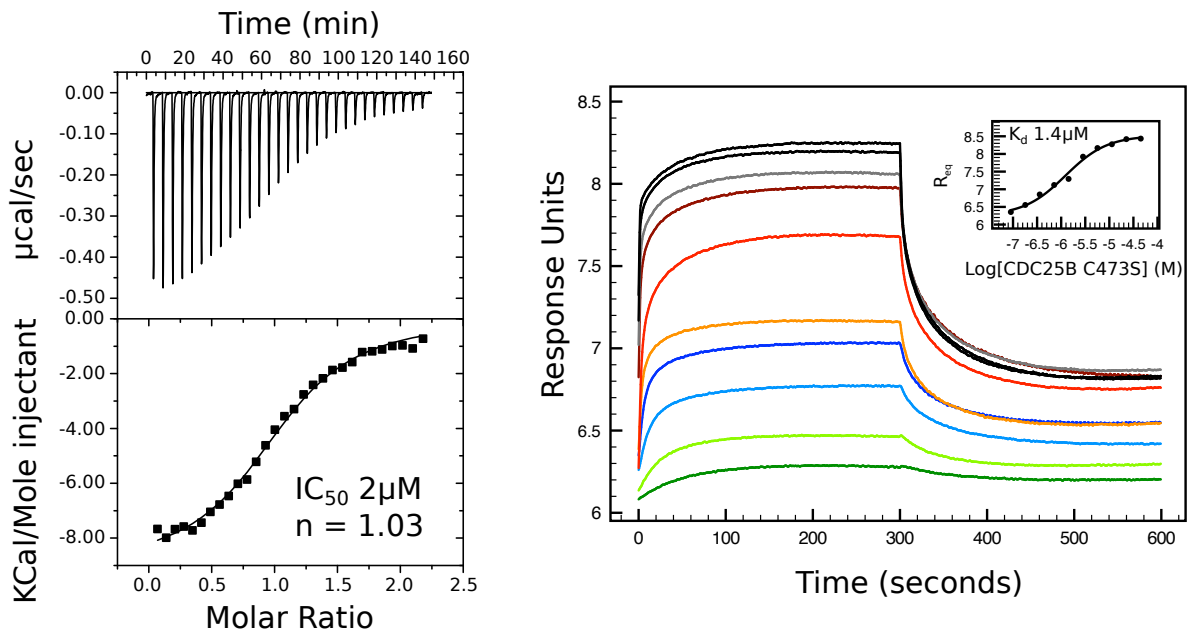 Time (min)
0 20 40 60 80 100 120 140 160
µcal/sec
0.00
-0.10
-0.20
-0.30
-0.40
-0.50
KCal/Mole injectant
0.00
-2.00
-4.00
-6.00
-8.00
IC50 2µM
n = 1.03
0.0 0.5 1.0 1.5 2.0 2.5
Molar Ratio
Response Units
8.5
8
7.5
7
6.5
6
0 100 200 300 400 500 600
Time (seconds)
Kd 1.4µM
Req
8.5
8
7.5
7
6.5
6
-7 -6.5 -6 -5.5 -5 -4.5 -4
Log[CDC25B C473S] (M)